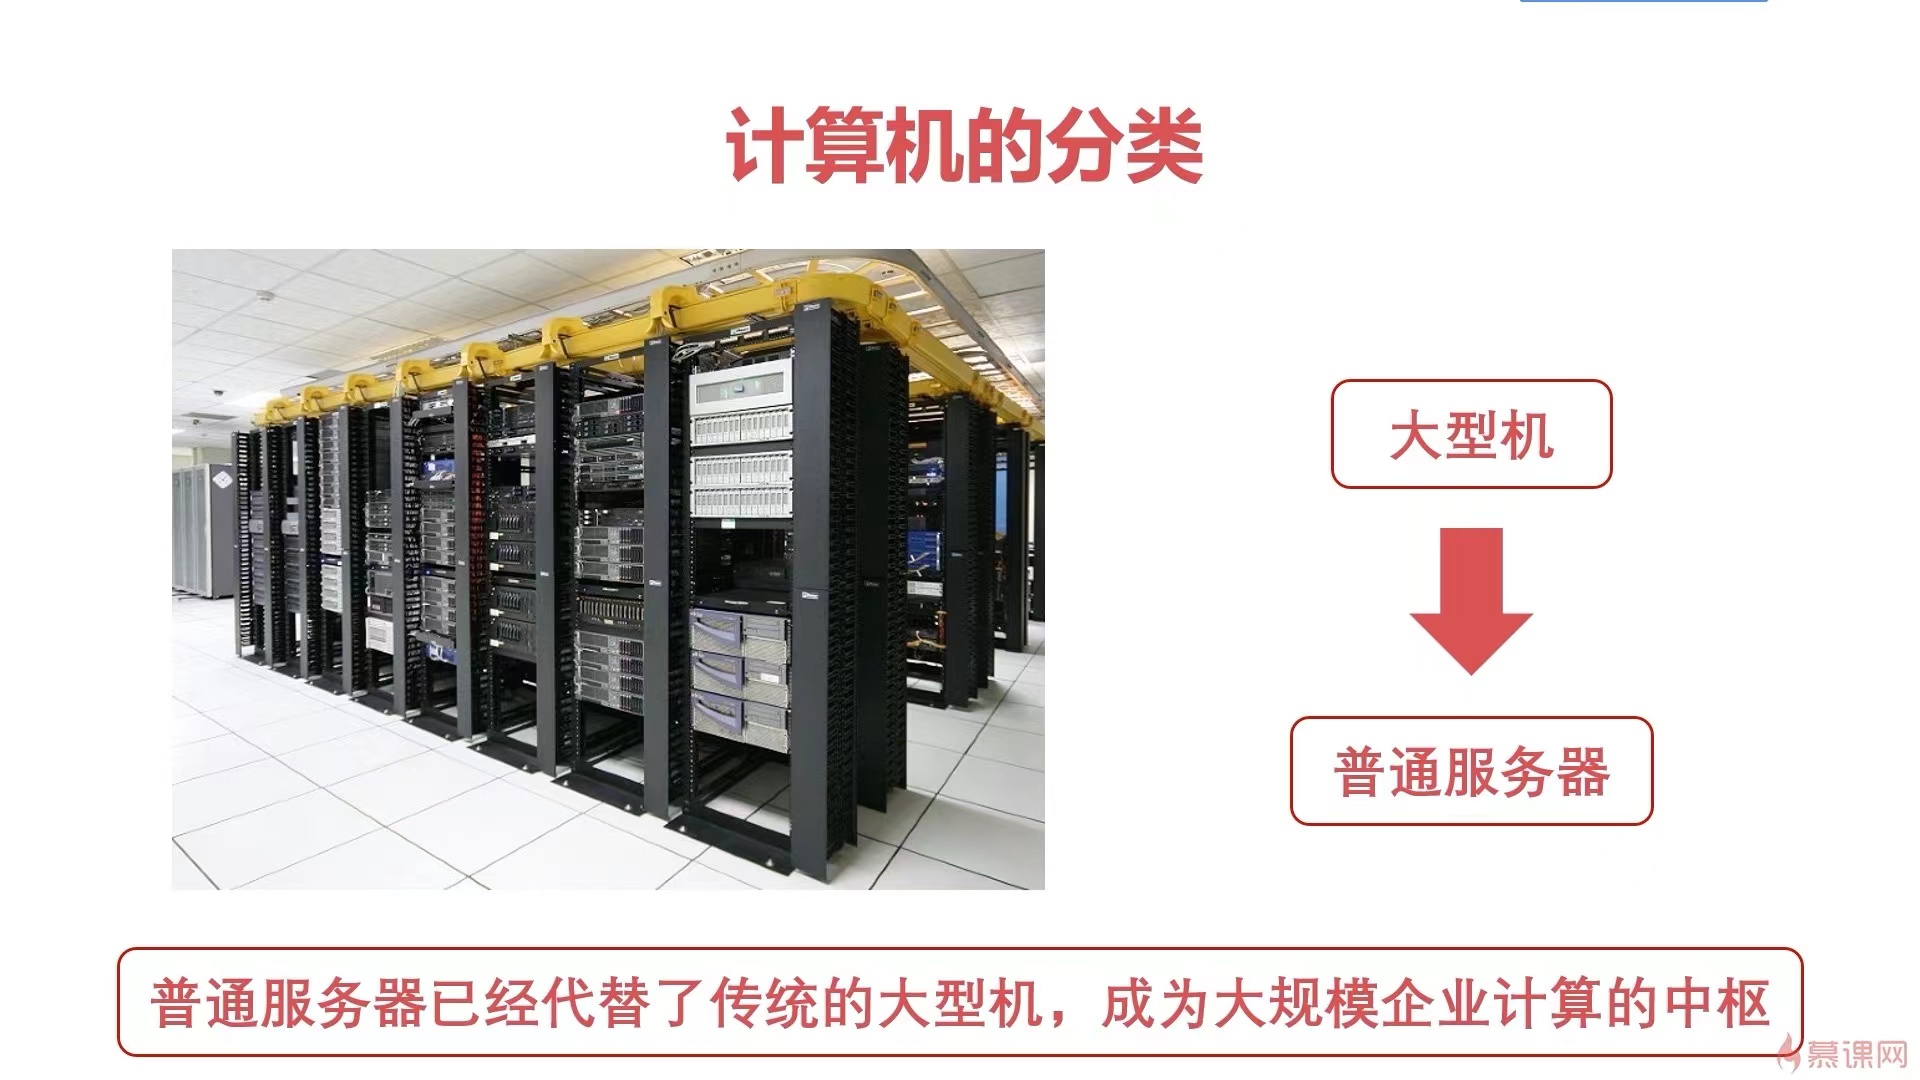 计算机的分类
大型机
普通服务器
普通服务器已经代替了传统的大型机，成为大规模企业计算的中枢
慕课网